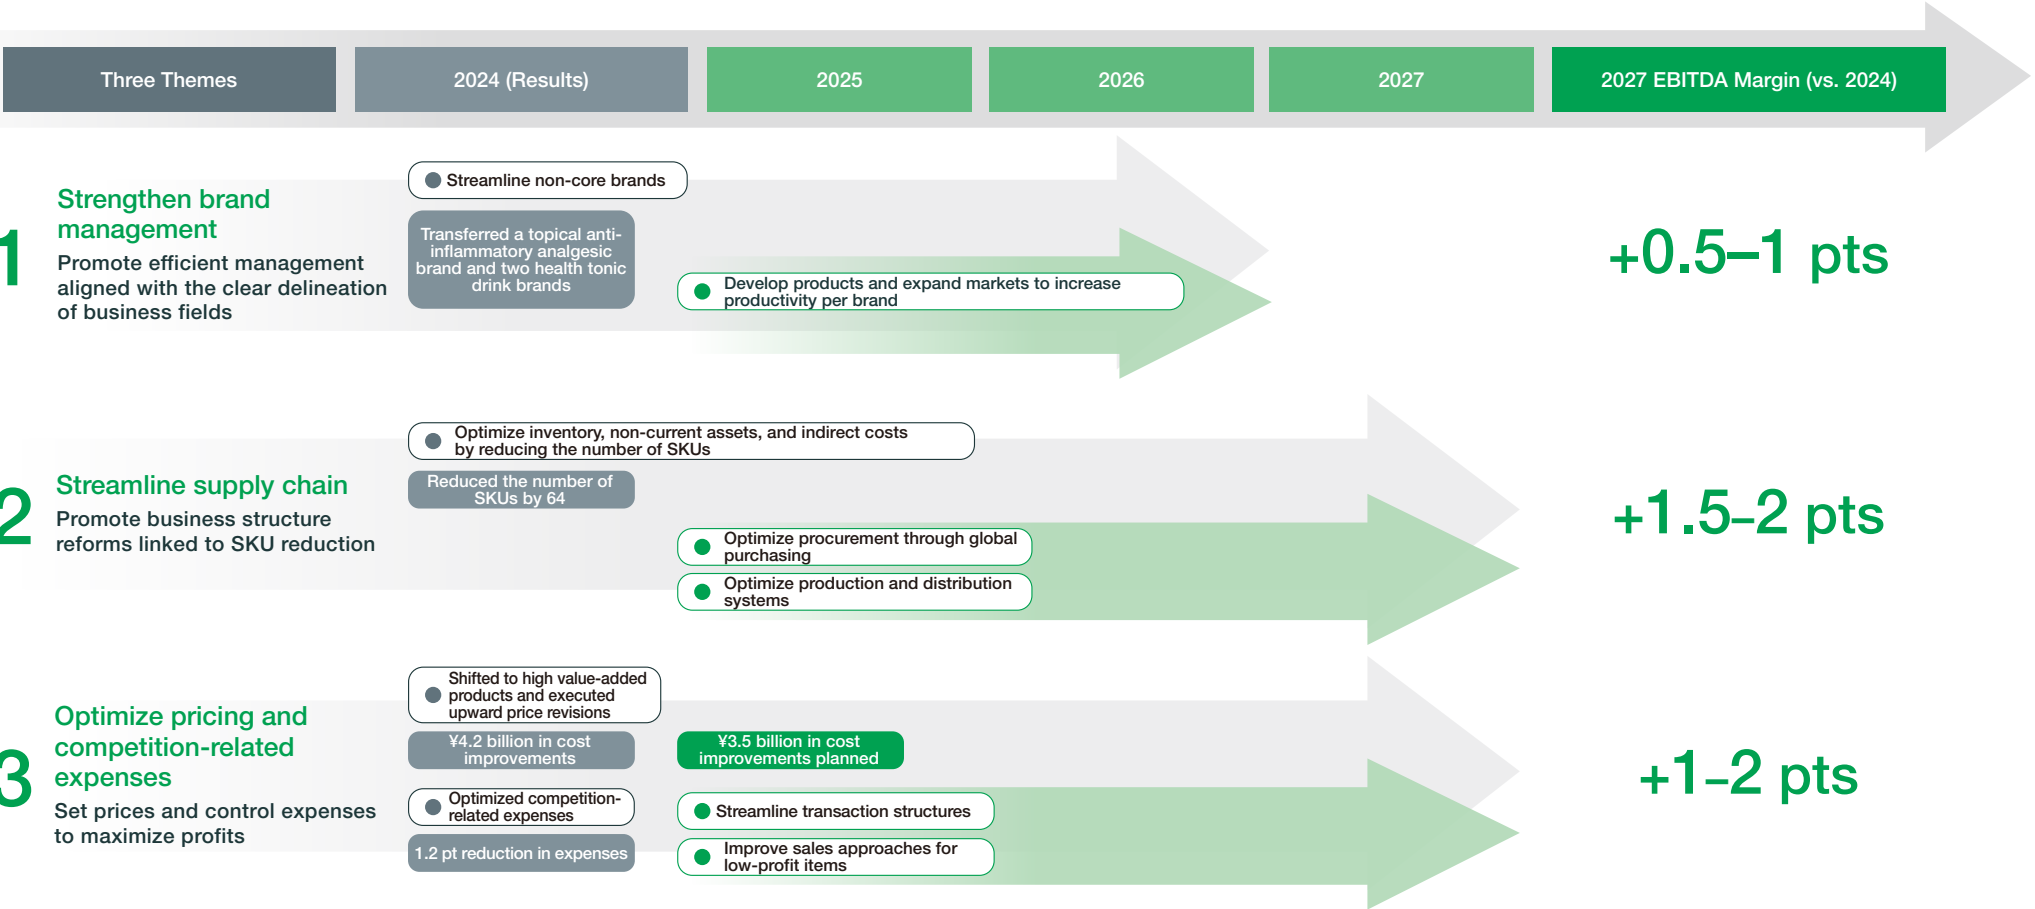 Three Themes
2024 (Results)
2025
2026
2027
2027 EBITDA Margin (vs. 2024)
1
Strengthen brand
management
Promote efficient management
aligned with the clear delineation
of business fields
Streamline non-core brands
Transferred a topical anti-
inflammatory analgesic
brand and two health tonic
drink brands
Develop products and expand markets to increase
productivity per brand
+0.5–1 pts
2
Streamline supply chain
Promote business structure
reforms linked to SKU reduction
Optimize inventory, non-current assets, and indirect costs
by reducing the number of SKUs
Reduced the number of
SKUs by 64
Optimize procurement through global
purchasing
Optimize production and distribution
systems
+1.5–2 pts
3
Optimize pricing and
competition-related
expenses
Set prices and control expenses
to maximize profits
Shifted to high value-added
products and executed
upward price revisions
¥4.2 billion in cost
improvements
¥3.5 billion in cost
improvements planned
Optimized competition-
related expenses
1.2 pt reduction in expenses
Streamline transaction structures
Improve sales approaches for
low-profit items
+1–2 pts